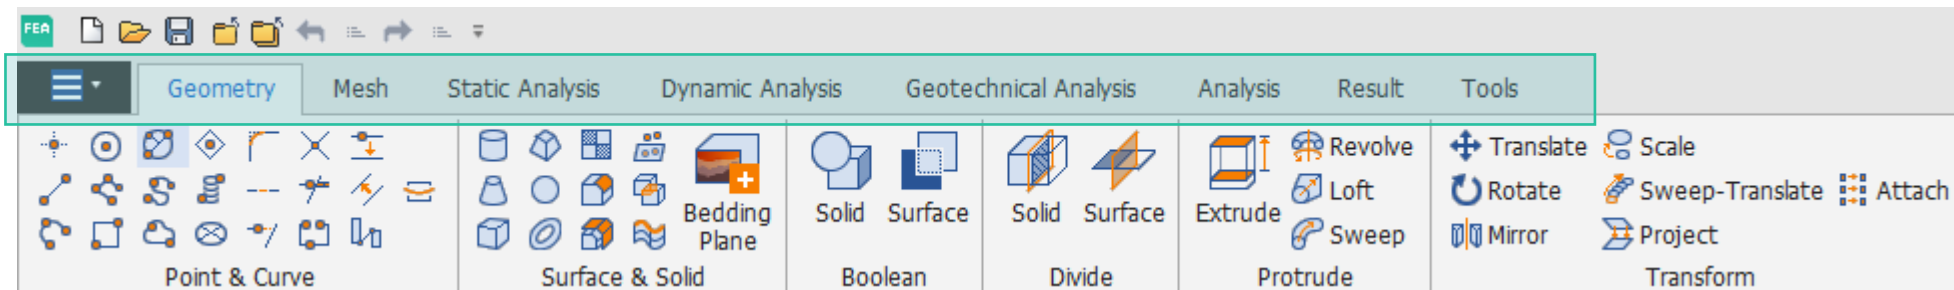 FEA
Geometry Mesh Static Analysis Dynamic Analysis Geotechnical Analysis Analysis Result Tools
Revolve Translate Scale
Loft Rotate Sweep-Translate Attach
Bedding Plane Solid Surface Solid Surface Extrude
Sweep Mirror Project
Point & Curve Surface & Solid Boolean Divide Protrude Transform